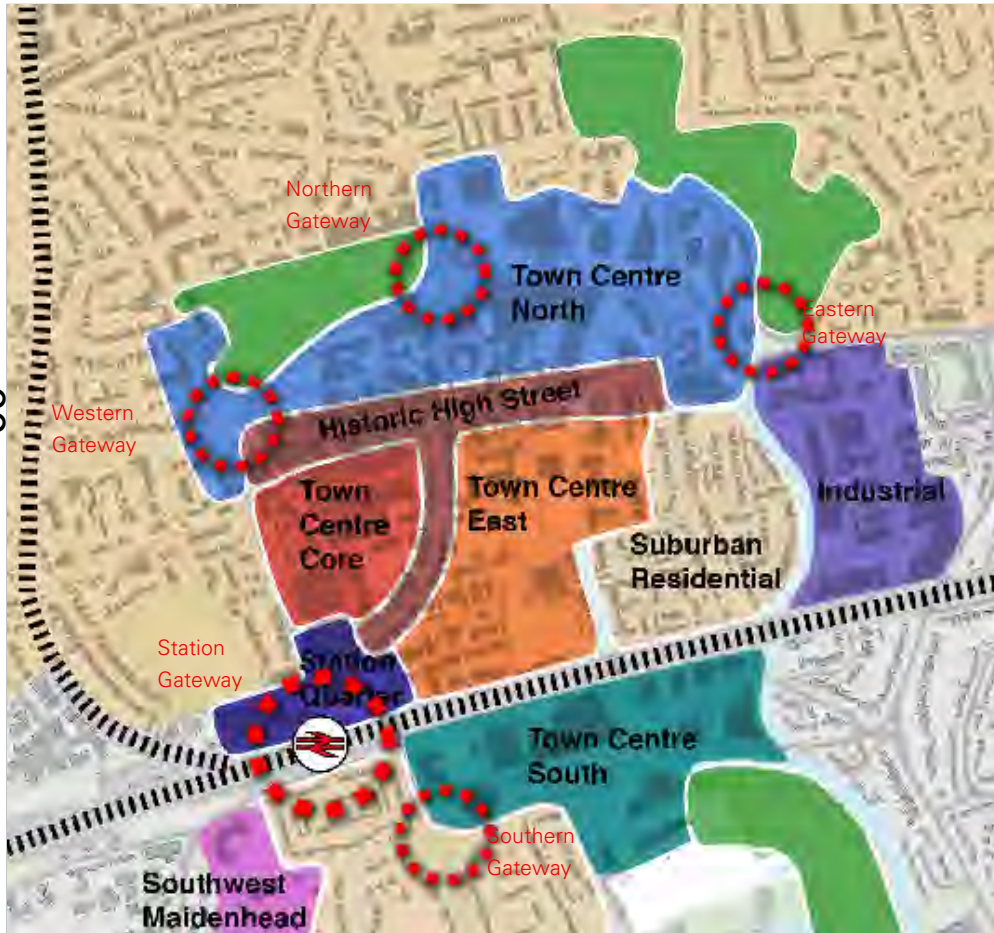 Northern
Gateway
Town Centre
North
Eastern
Gateway
Western
Gateway
Historic High Street
Town
Centre
Core
Town Centre
East
Industrial
Suburban
Residential
Station
Gateway
Station
Quarter
Town Centre
South
Southern
Gateway
Southwest
Maidenhead